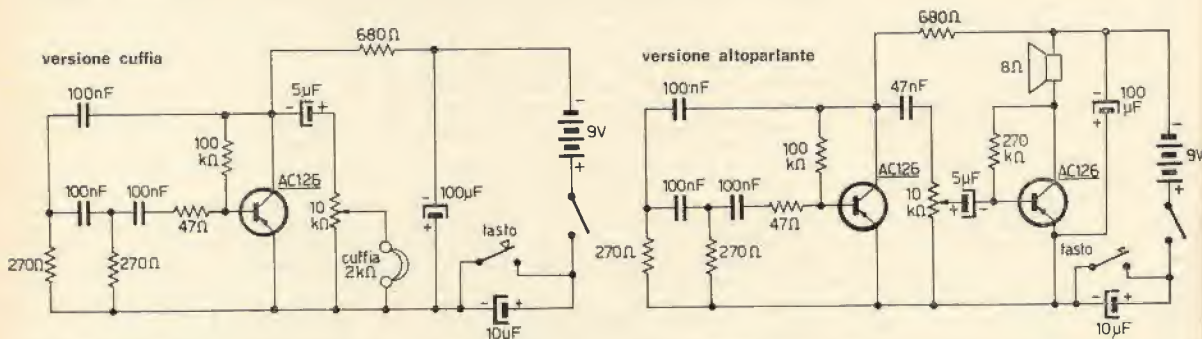 versione cuffia
680Ω
100nF
5µF
- +
100
kΩ
-
9V
+
AC126
100nF
100nF
47Ω
10
kΩ
100µF
+
270Ω
270Ω
cuffia
2kΩ
tasto
- +
10µF
versione altoparlante
680Ω
8Ω
-
100
µF
+
100nF
47nF
100
kΩ
270
kΩ
-
9V
+
AC126
AC126
100nF
100nF
47Ω
10
kΩ
5µF
+ -
270Ω
270Ω
tasto
- +
10µF